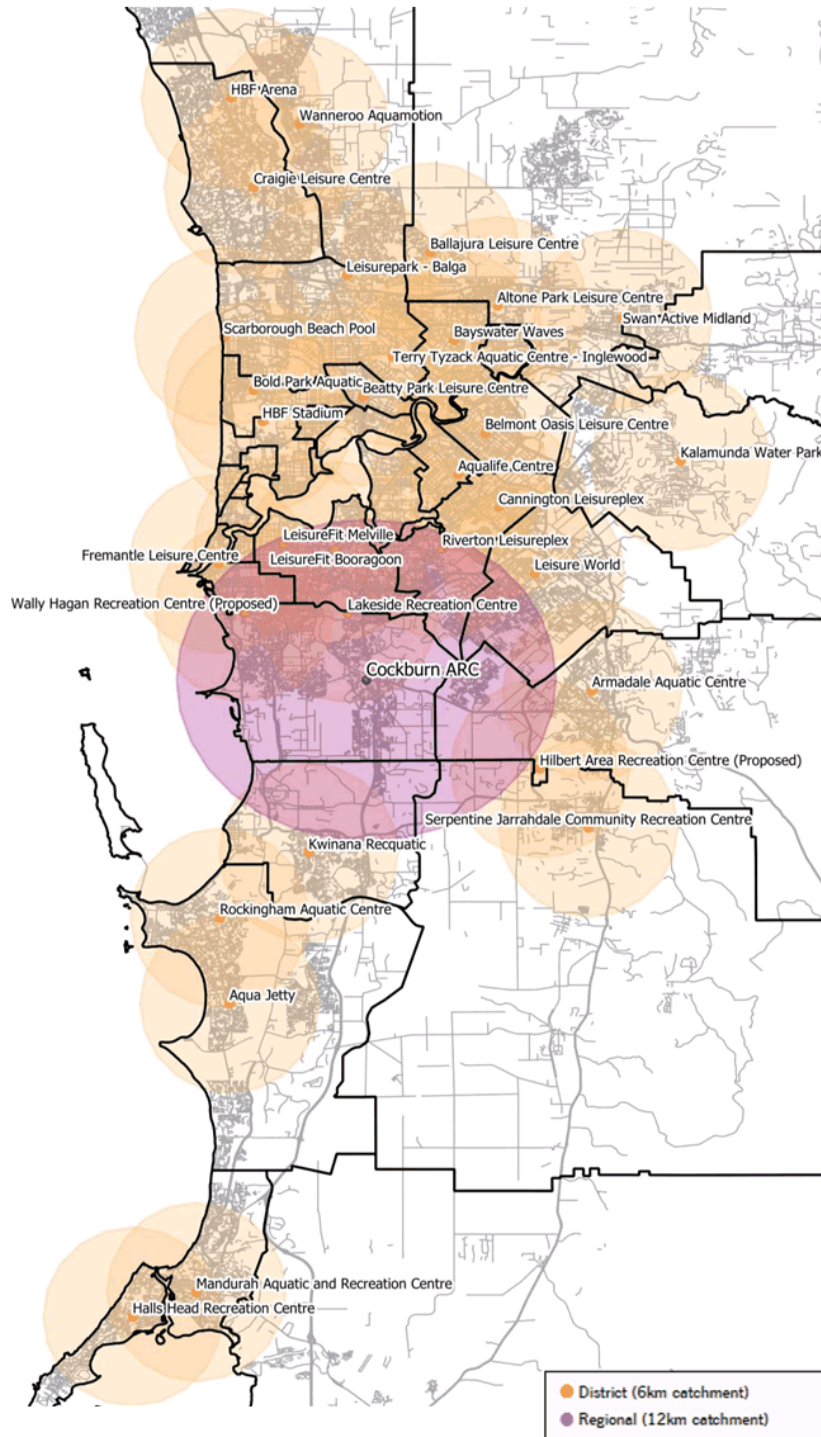 HBF Arena
Wanneroo Aquamotion
Craigie Leisure Centre
Ballajura Leisure Centre
Leisurepark - Balga
Altone Park Leisure Centre
Swan Active Midland
Scarborough Beach Pool
Bayswater Waves
Terry Tyzack Aquatic Centre - Inglewood
Bold Park Aquatic
Beatty Park Leisure Centre
HBF Stadium
Belmont Oasis Leisure Centre
Kalamunda Water Park
Aqualife Centre
Cannington Leisureplex
LeisureFit Melville
Riverton Leisureplex
Fremantle Leisure Centre
LeisureFit Booragoon
Leisure World
Wally Hagan Recreation Centre (Proposed)
Lakeside Recreation Centre
Cockburn ARC
Armadale Aquatic Centre
Hilbert Area Recreation Centre (Proposed)
Serpentine Jarrahdale Community Recreation Centre
Kwinana Recquatic
Rockingham Aquatic Centre
Aqua Jetty
Mandurah Aquatic and Recreation Centre
Halls Head Recreation Centre
District (6km catchment)
Regional (12km catchment)